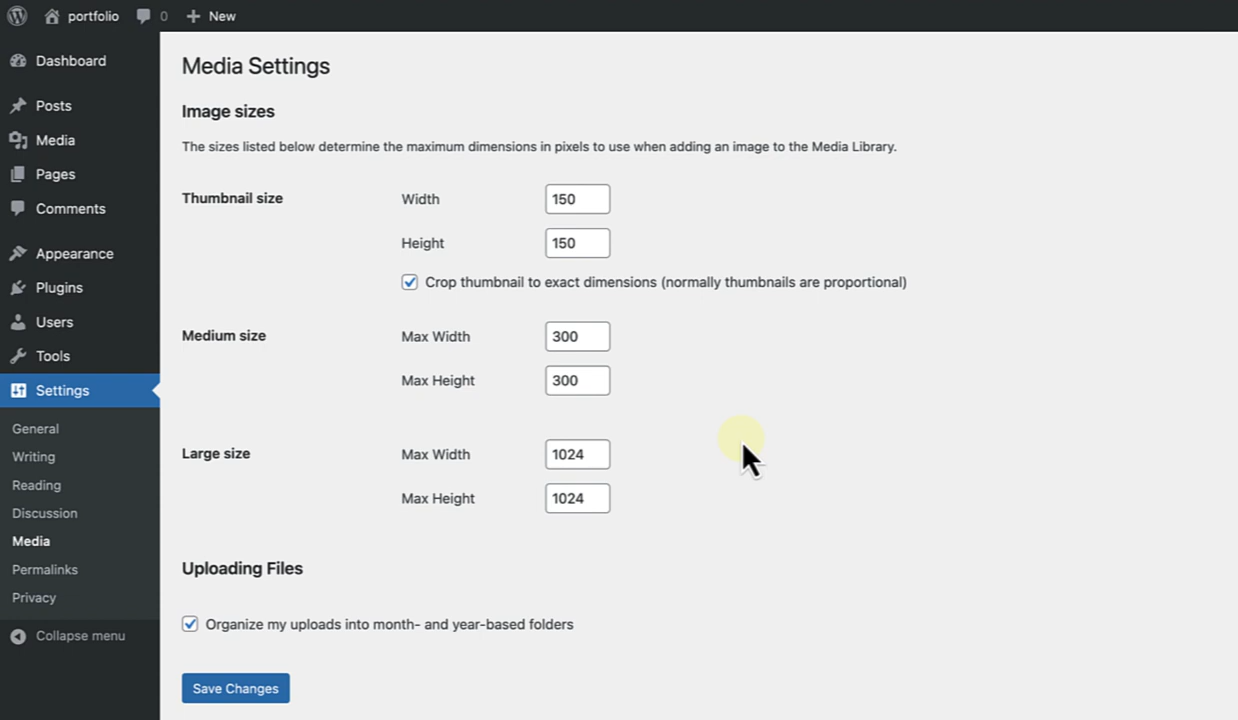 portfolio 0 New
Dashboard
Posts
Media
Pages
Comments
Appearance
Plugins
Users
Tools
Settings
General
Writing
Reading
Discussion
Media
Permalinks
Privacy
Collapse menu
Media Settings
Image sizes
The sizes listed below determine the maximum dimensions in pixels to use when adding an image to the Media Library.
Thumbnail size Width 150
Height 150
Crop thumbnail to exact dimensions (normally thumbnails are proportional)
Medium size Max Width 300
Max Height 300
Large size Max Width 1024
Max Height 1024
Uploading Files
Organize my uploads into month- and year-based folders
Save Changes